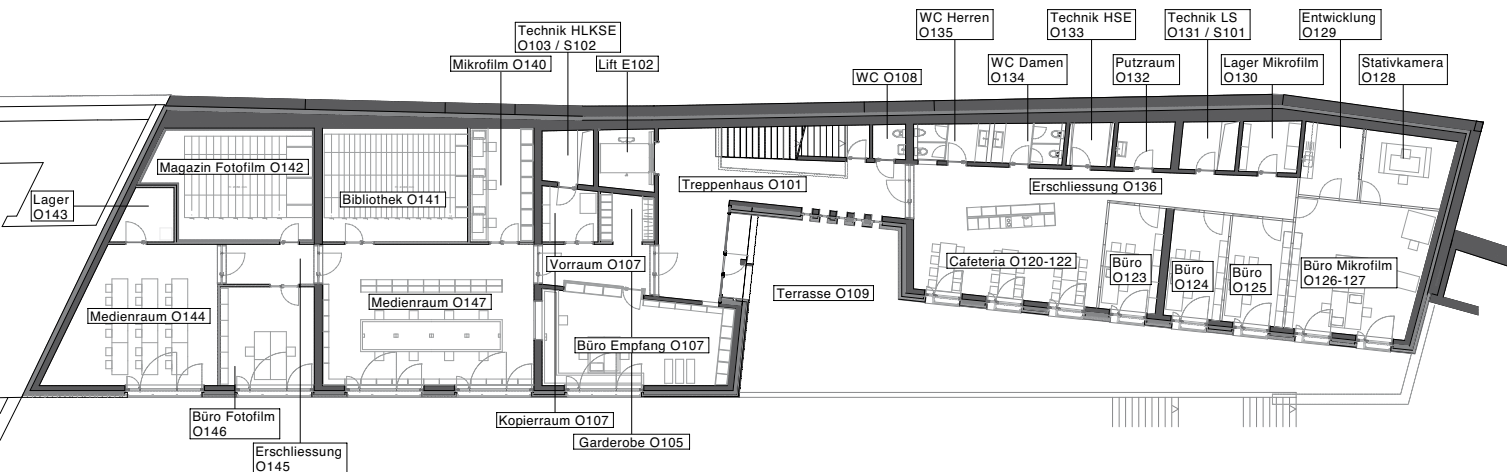 Technik HLKSE
O103 / S102
Mikrofilm O140
Lift E102
WC O108
WC Herren
O135
WC Damen
O134
Technik HSE
O133
Putzraum
O132
Technik LS
O131 / S101
Lager Mikrofilm
O130
Entwicklung
O129
Stativkamera
O128
Magazin Fotofilm O142
Lager
O143
Bibliothek O141
Treppenhaus O101
Erschliessung O136
Vorraum O107
Cafeteria O120-122
Büro
O123
Büro
O124
Büro
O125
Büro Mikrofilm
O126-127
Medienraum O144
Medienraum O147
Terrasse O109
Büro Empfang O107
Büro Fotofilm
O146
Erschliessung
O145
Kopierraum O107
Garderobe O105